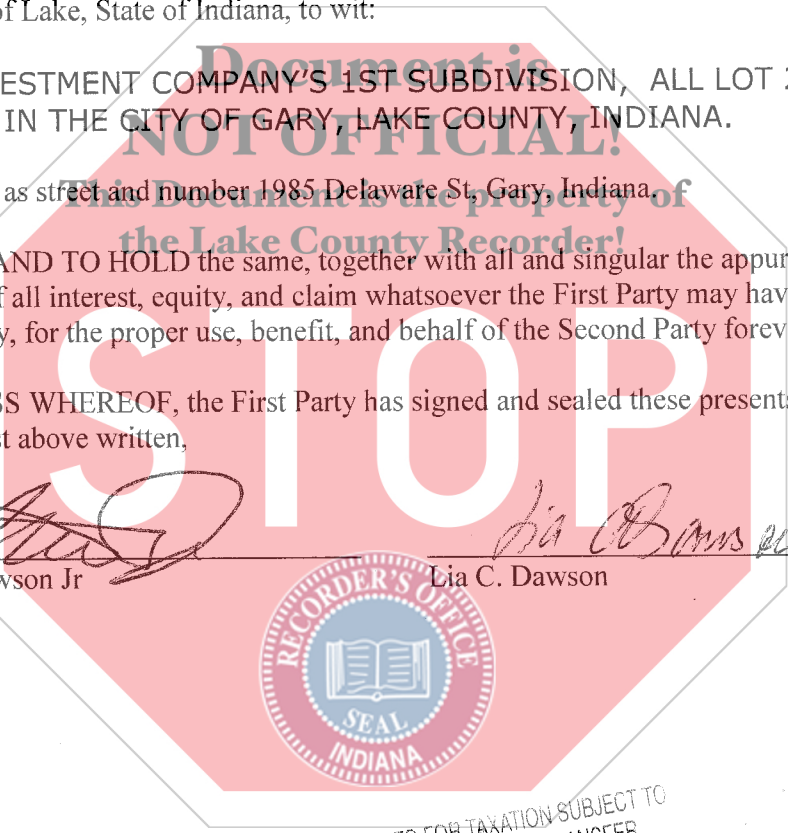 of Lake, State of Indiana, to wit:
Document is
ESTMENT COMPANY'S 1ST SUBDIVISION, ALL LOT 2
IN THE CITY OF GARY, LAKE COUNTY, INDIANA.
NOT OFFICIAL!
as street and number 1985 Delaware St, Gary, Indiana.
This Document is the property of
the Lake County Recorder!
AND TO HOLD the same, together with all and singular the appur
f all interest, equity, and claim whatsoever the First Party may hav
y, for the proper use, benefit, and behalf of the Second Party forev
STOP
SS WHEREOF, the First Party has signed and sealed these presents
st above written,
Lia
wson Jr
Lia C. Dawson
RECORDER'S OFFICE
SEAL
INDIANA
FOR TAXATION SUBJECT TO